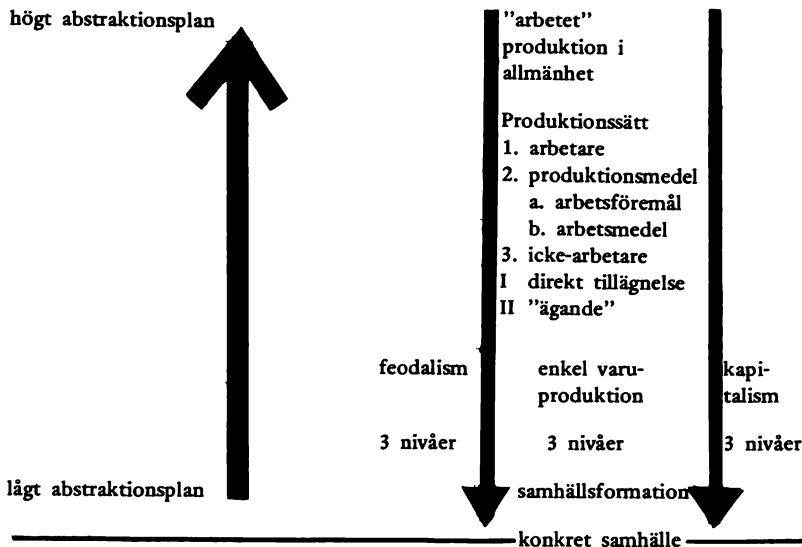 högt abstraktionsplan
"arbetet"
produktion i
allmänhet
Produktionssätt
1. arbetare
2. produktionsmedel
a. arbetsföremål
b. arbetsmedel
3. icke-arbetare
I direkt tillägnelse
II "ägande"
feodalism
enkel varu-
produktion
kapi-
talism
3 nivåer
3 nivåer
3 nivåer
lågt abstraktionsplan
samhällsformation
konkret samhälle